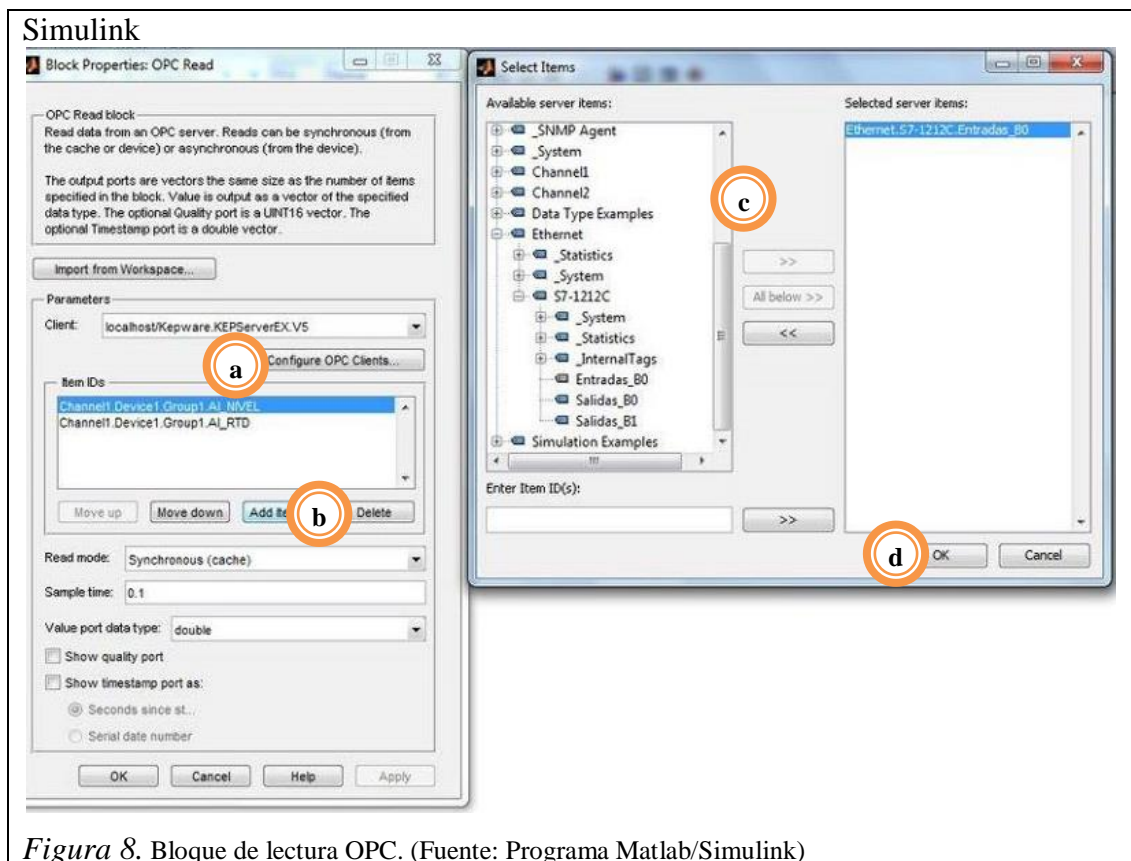 Simulink
Block Properties: OPC Read
OPC Read block
Read data from an OPC server. Reads can be synchronous (from
the cache or device) or asynchronous (from the device).
The output ports are vectors the same size as the number of items
specified in the block. Value is output as a vector of the specified
data type. The optional Quality port is a UINT16 vector. The
optional Timestamp port is a double vector.
Import from Workspace...
Parameters
Client: localhost/Kepware.KEPServerEX.V5
a
Configure OPC Clients...
Item IDs
Channel1.Device1.Group1.AI_NIVEL
Channel1.Device1.Group1.AI_RTD
Move up Move down Add b Delete
Read mode: Synchronous (cache)
Sample time: 0.1
Value port data type: double
Show quality port
Show timestamp port as:
Seconds since st...
Serial date number
OK Cancel Help Apply
Select Items
Available server items:
_SNMP Agent
_System
Channel1
Channel2
Data Type Examples
Ethernet
_Statistics
_System
S7-1212C
_System
_Statistics
_InternalTags
Entradas_B0
Salidas_B0
Salidas_B1
Simulation Examples
Enter Item ID(s):
c
>>
All below >>
<<
>>
Selected server items:
Ethernet.S7-1212C.Entradas_B0
d OK Cancel
Figura 8. Bloque de lectura OPC. (Fuente: Programa Matlab/Simulink)